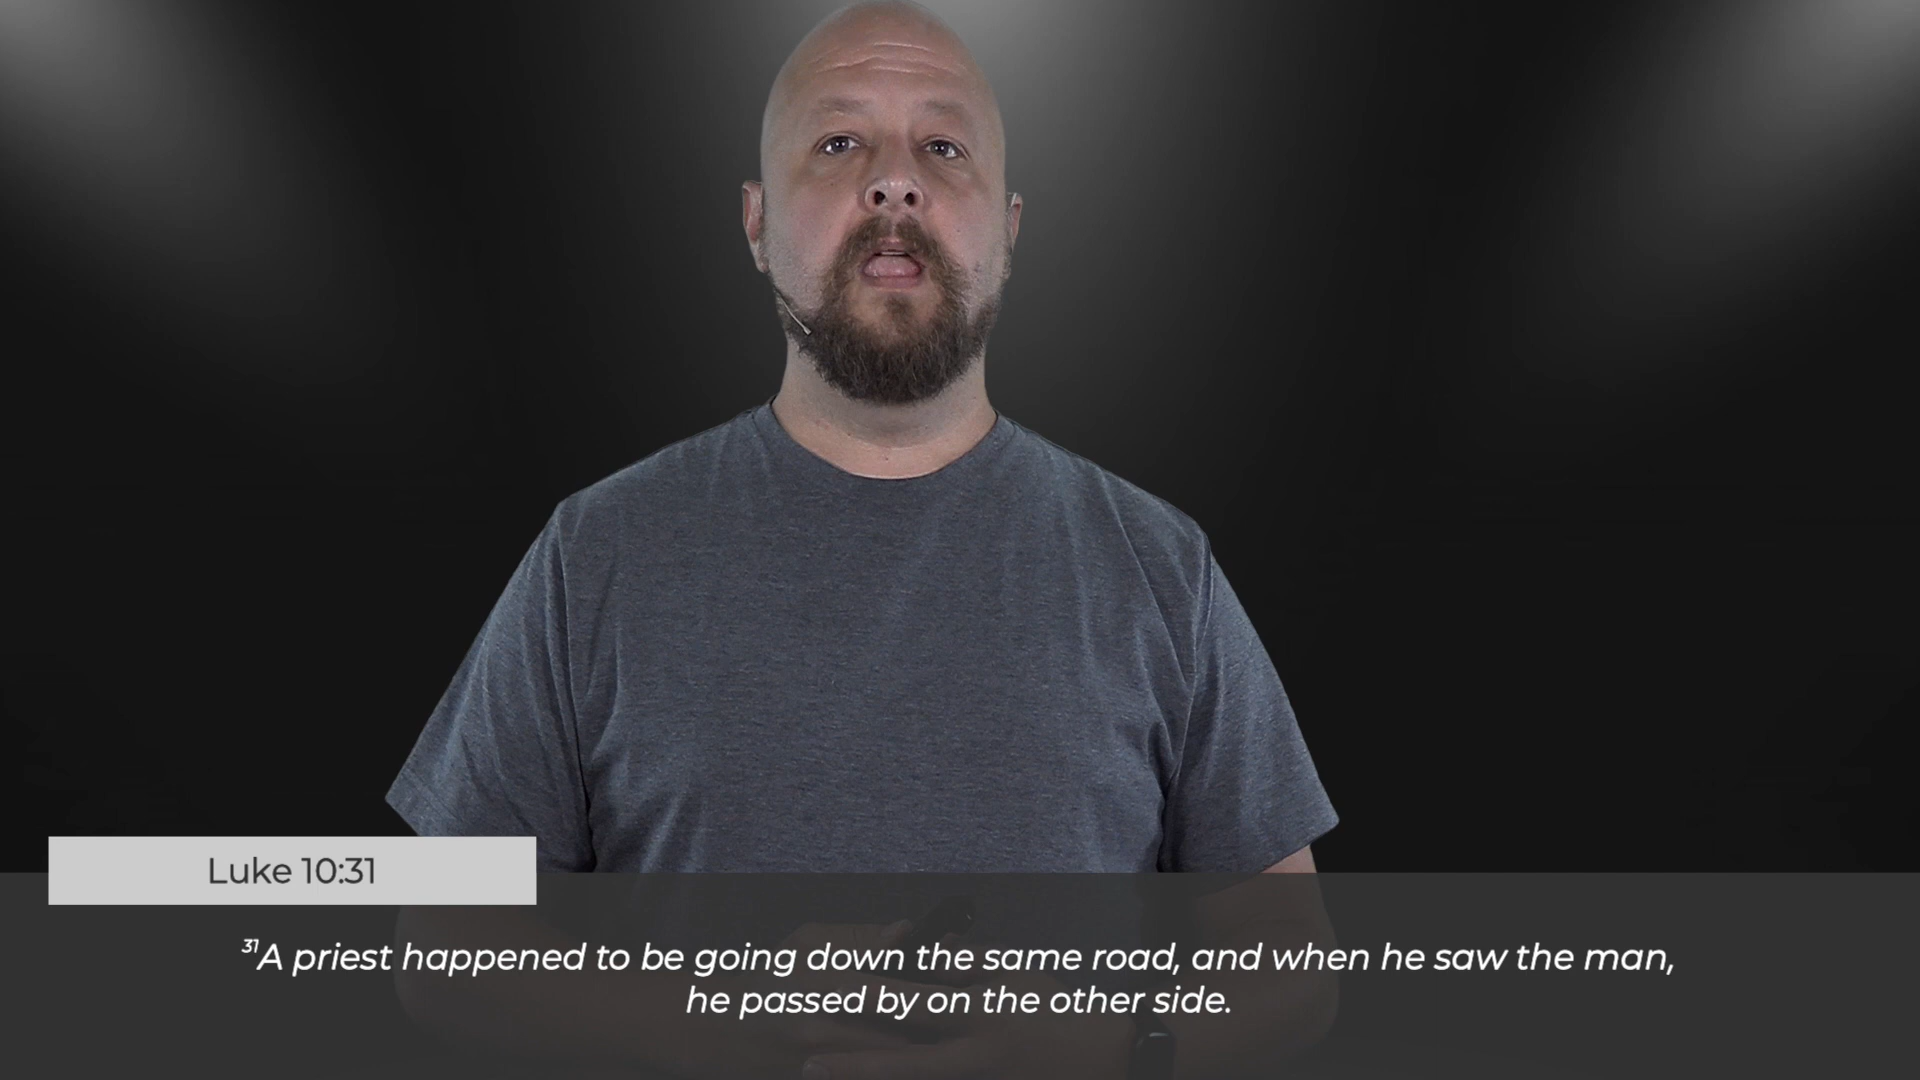 Luke 10:31
³¹A priest happened to be going down the same road, and when he saw the man,
he passed by on the other side.